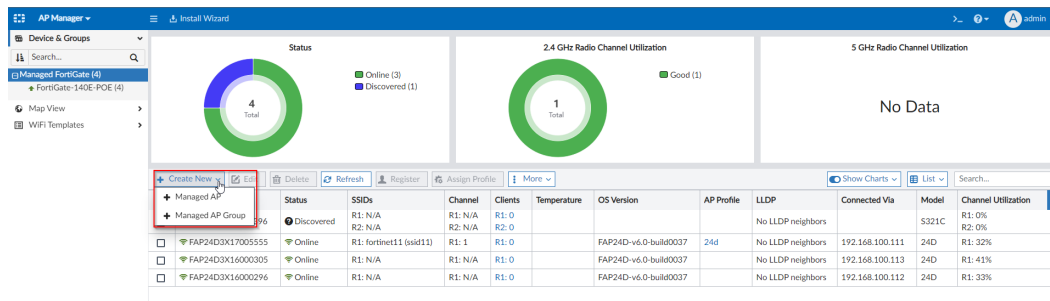 AP Manager
Install Wizard
admin
A
Device & Groups
Search...
Managed FortiGate (4)
FortiGate-140E-POE (4)
Map View
WiFi Templates
Status
4
Total
Online (3)
Discovered (1)
2.4 GHz Radio Channel Utilization
1
Total
Good (1)
5 GHz Radio Channel Utilization
No Data
Create New Edit Delete Refresh Register Assign Profile More Show Charts List Search...
Managed AP
Managed AP Group
Status SSIDs Channel Clients Temperature OS Version AP Profile LLDP Connected Via Model Channel Utilization
96 Discovered R1: N/A R1: N/A R1: 0 No LLDP neighbors S321C R1: 0%
R2: N/A R2: N/A R2: 0 R2: 0%
FAP24D3X17005555 Online R1: fortinet11 (ssid11) R1: 1 R1: 0 FAP24D-v6.0-build0037 24d No LLDP neighbors 192.168.100.111 24D R1: 32%
FAP24D3X16000305 Online R1: N/A R1: N/A R1: 0 FAP24D-v6.0-build0037 No LLDP neighbors 192.168.100.113 24D R1: 41%
FAP24D3X16000296 Online R1: N/A R1: N/A R1: 0 FAP24D-v6.0-build0037 No LLDP neighbors 192.168.100.112 24D R1: 33%